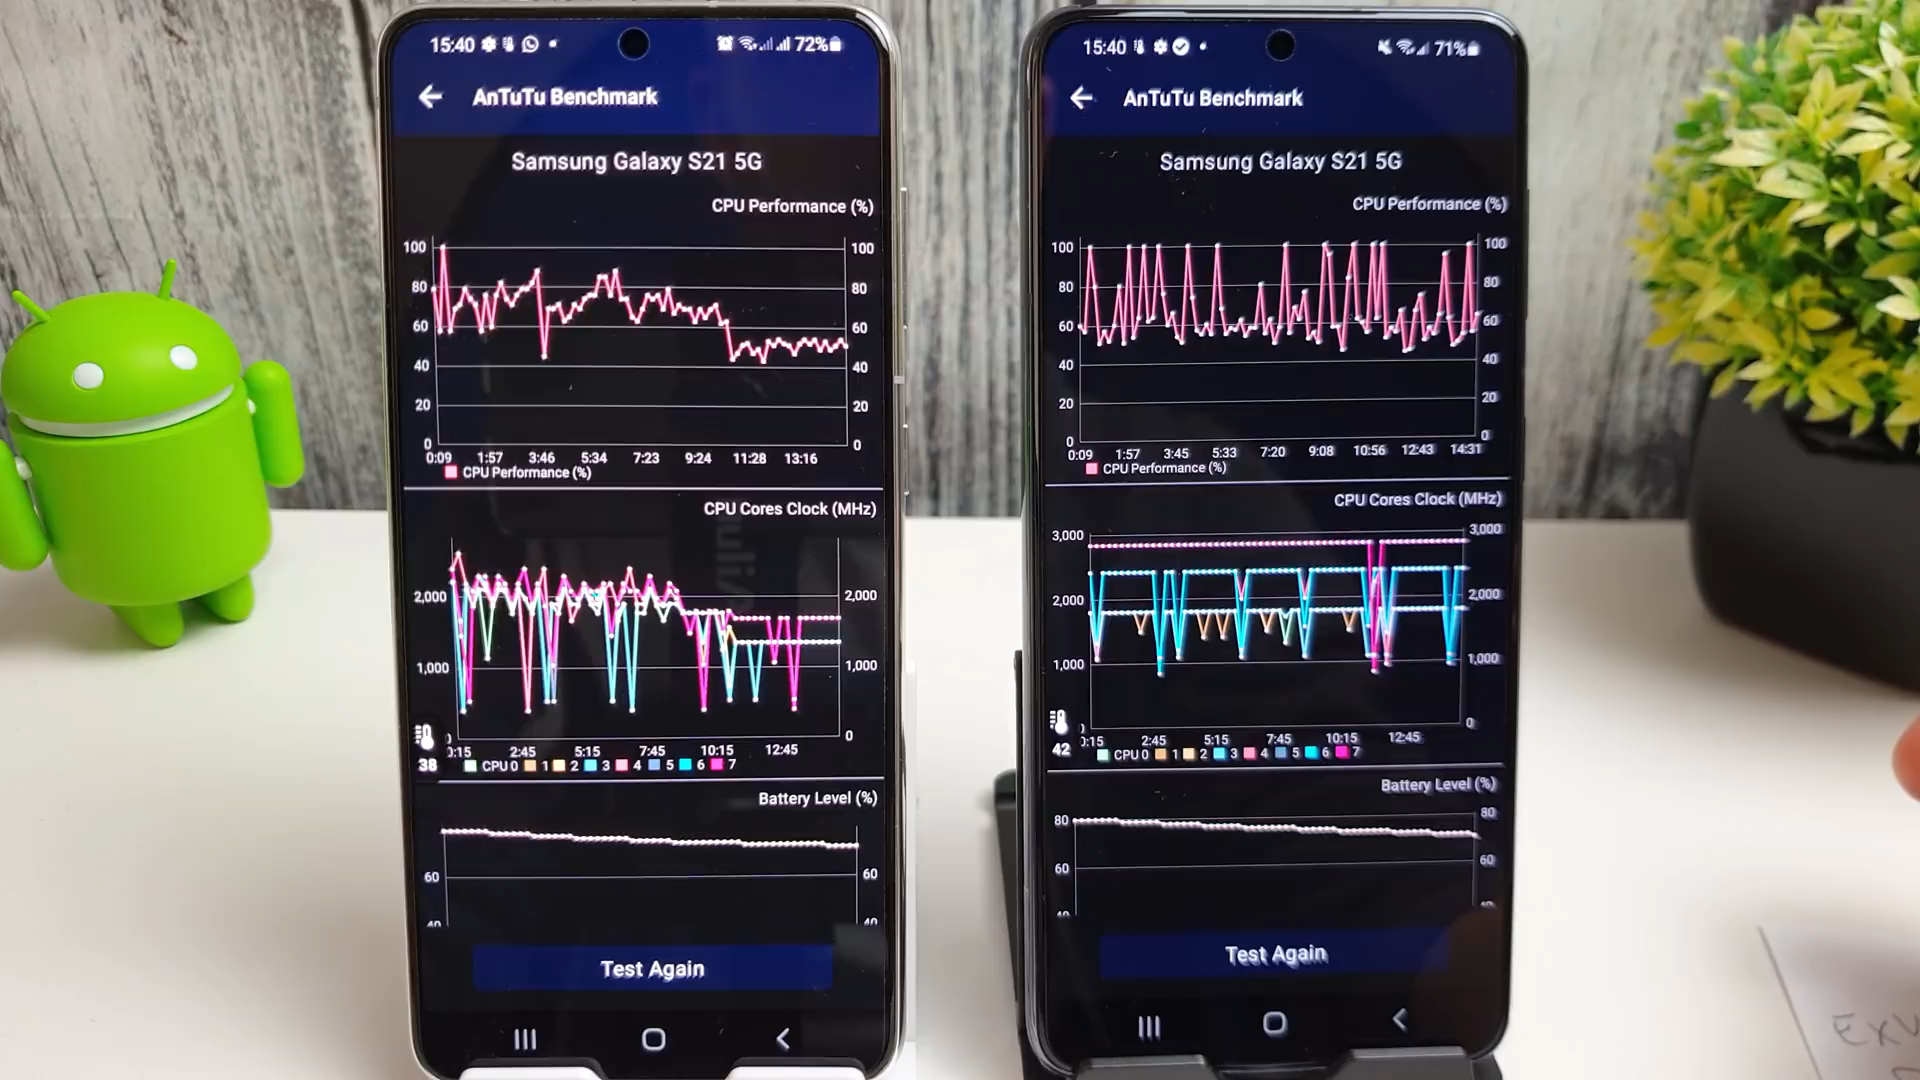 15:40
72%
AnTuTu Benchmark
Samsung Galaxy S21 5G
CPU Performance (%)
100 100
80 80
60 60
40 40
20 20
0 0
0:09 1:57 3:46 5:34 7:23 9:24 11:28 13:16
CPU Performance (%)
CPU Cores Clock (MHz)
2,000 2,000
1,000 1,000
0
0:15 2:45 5:15 7:45 10:15 12:45
38
CPU 0 1 2 3 4 5 6 7
Battery Level (%)
60 60
40 40
Test Again
15:40
71%
AnTuTu Benchmark
Samsung Galaxy S21 5G
CPU Performance (%)
100 100
80 80
60 60
40 40
20 20
0 0
0:09 1:57 3:45 5:33 7:20 9:08 10:56 12:43 14:31
CPU Performance (%)
CPU Cores Clock (MHz)
3,000 3,000
2,000 2,000
1,000 1,000
0
0:15 2:45 5:15 7:45 10:15 12:45
42
CPU 0 1 2 3 4 5 6 7
Battery Level (%)
80 80
60 60
40
Test Again